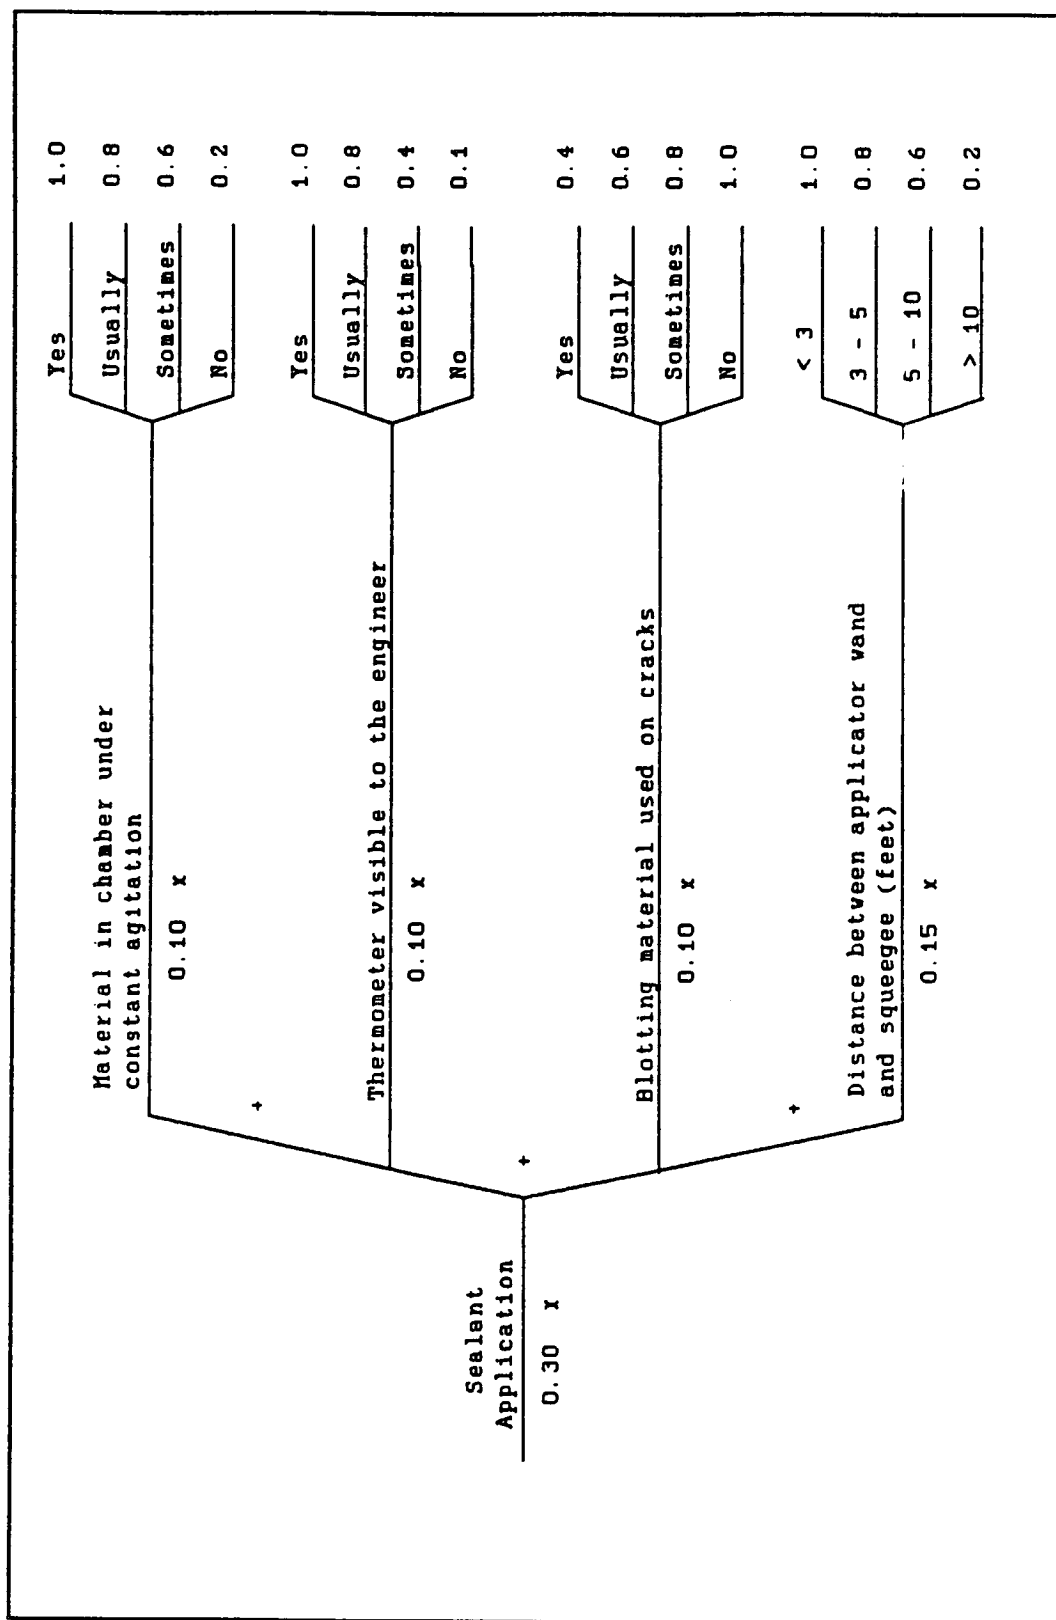 Sealant
Application
0.30 x
+
+
+
Material in chamber under
constant agitation
0.10 x
Yes 1.0
Usually 0.8
Sometimes 0.6
No 0.2
Thermometer visible to the engineer
0.10 x
Yes 1.0
Usually 0.8
Sometimes 0.4
No 0.1
Blotting material used on cracks
0.10 x
Yes 0.4
Usually 0.6
Sometimes 0.8
No 1.0
Distance between applicator wand
and squeegee (feet)
0.15 x
< 3 1.0
3 - 5 0.8
5 - 10 0.6
> 10 0.2